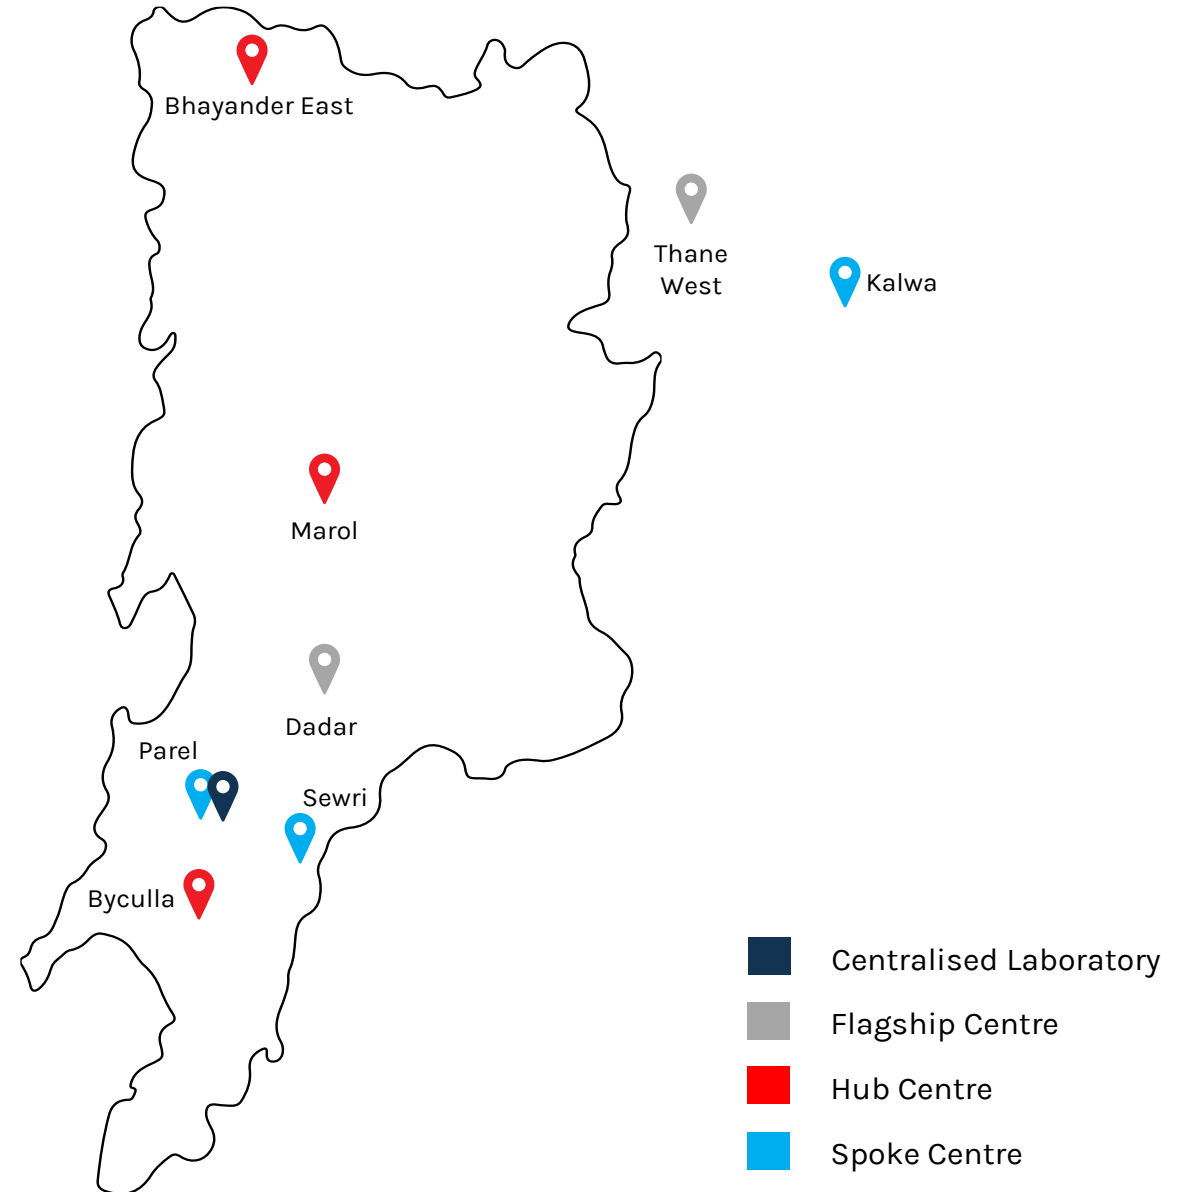 Bhayander East
Thane
West
Kalwa
Marol
Dadar
Parel
Sewri
Byculla
Centralised Laboratory
Flagship Centre
Hub Centre
Spoke Centre